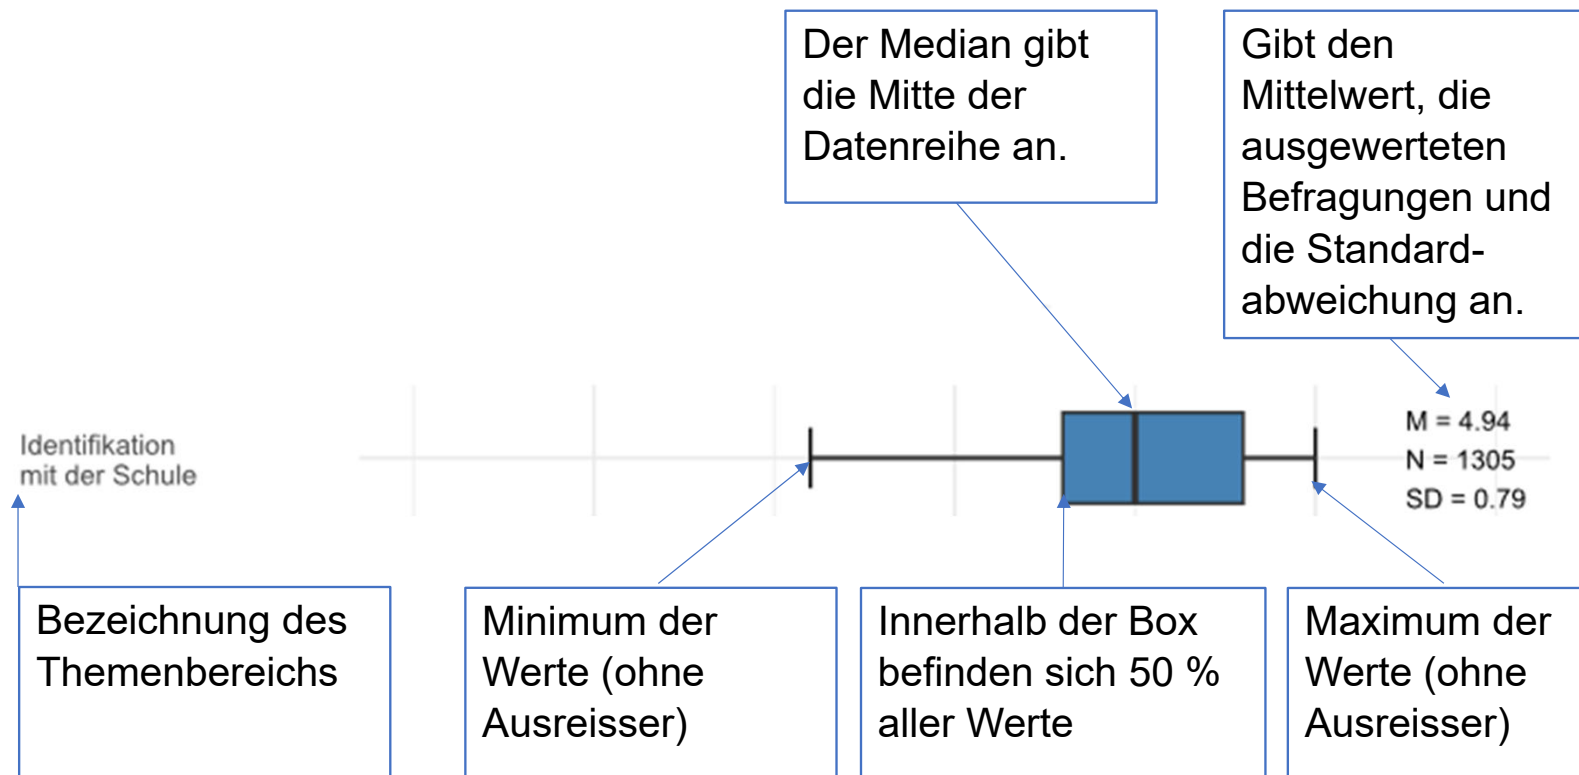 Der Median gibt
die Mitte der
Datenreihe an.
Gibt den
Mittelwert, die
ausgewerteten
Befragungen und
die Standard-
abweichung an.
Identifikation
mit der Schule
M = 4.94
N = 1305
SD = 0.79
Bezeichnung des
Themenbereichs
Minimum der
Werte (ohne
Ausreisser)
Innerhalb der Box
befinden sich 50 %
aller Werte
Maximum der
Werte (ohne
Ausreisser)